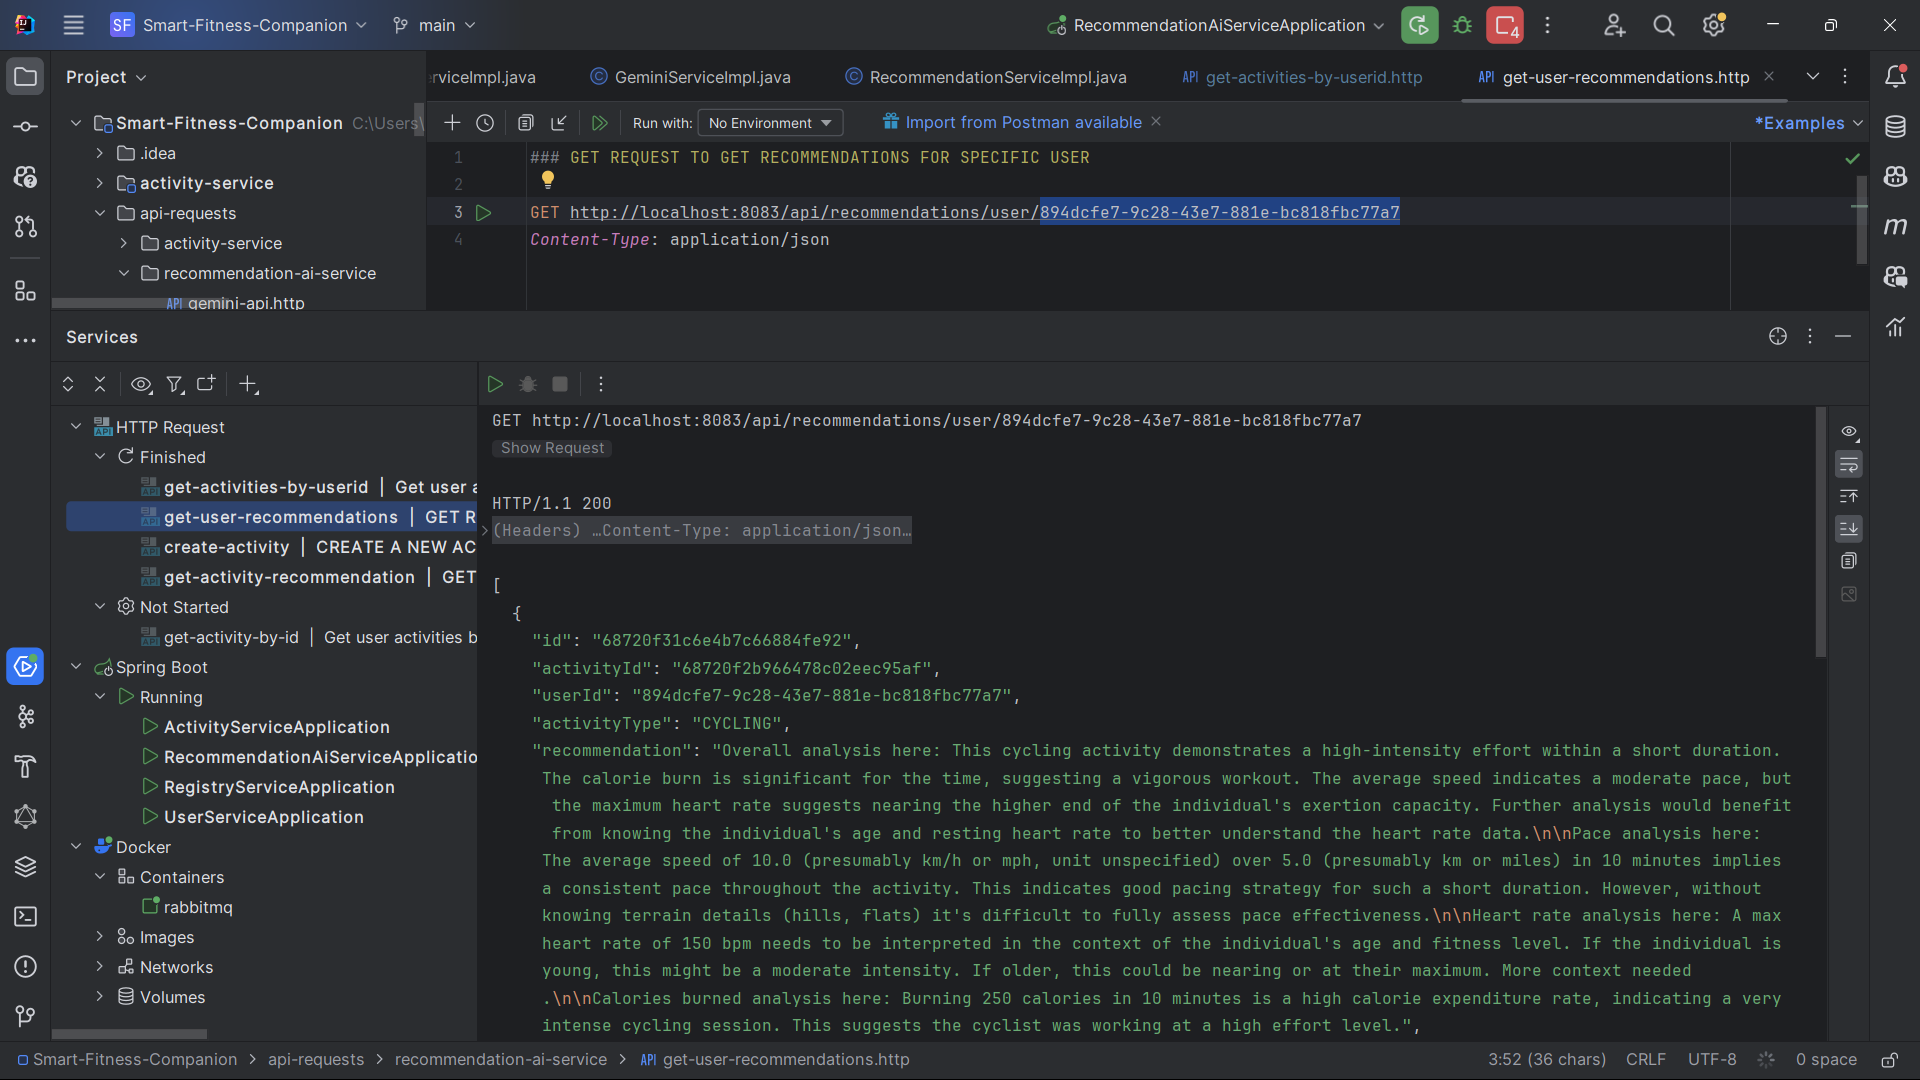 SF Smart-Fitness-Companion main RecommendationAiServiceApplication 4
Project
rviceImpl.java GeminiServiceImpl.java RecommendationServiceImpl.java API get-activities-by-userid.http API get-user-recommendations.http
Smart-Fitness-Companion C:\Users\
.idea
activity-service
api-requests
activity-service
recommendation-ai-service
API gemini-api.http
Run with: No Environment Import from Postman available *Examples
1 ### GET REQUEST TO GET RECOMMENDATIONS FOR SPECIFIC USER
2
3 GET http://localhost:8083/api/recommendations/user/894dcfe7-9c28-43e7-881e-bc818fbc77a7
4 Content-Type: application/json
m
Services
HTTP Request
Finished
get-activities-by-userid | Get user a
get-user-recommendations | GET R
create-activity | CREATE A NEW AC
get-activity-recommendation | GET
Not Started
get-activity-by-id | Get user activities b
Spring Boot
Running
ActivityServiceApplication
RecommendationAiServiceApplicatio
RegistryServiceApplication
UserServiceApplication
Docker
Containers
rabbitmq
Images
Networks
Volumes
GET http://localhost:8083/api/recommendations/user/894dcfe7-9c28-43e7-881e-bc818fbc77a7
Show Request
HTTP/1.1 200
(Headers) …Content-Type: application/json…
[
{
"id": "68720f31c6e4b7c66884fe92",
"activityId": "68720f2b966478c02eec95af",
"userId": "894dcfe7-9c28-43e7-881e-bc818fbc77a7",
"activityType": "CYCLING",
"recommendation": "Overall analysis here: This cycling activity demonstrates a high-intensity effort within a short duration.
The calorie burn is significant for the time, suggesting a vigorous workout. The average speed indicates a moderate pace, but
the maximum heart rate suggests nearing the higher end of the individual's exertion capacity. Further analysis would benefit
from knowing the individual's age and resting heart rate to better understand the heart rate data.\n\nPace analysis here:
The average speed of 10.0 (presumably km/h or mph, unit unspecified) over 5.0 (presumably km or miles) in 10 minutes implies
a consistent pace throughout the activity. This indicates good pacing strategy for such a short duration. However, without
knowing terrain details (hills, flats) it's difficult to fully assess pace effectiveness.\n\nHeart rate analysis here: A max
heart rate of 150 bpm needs to be interpreted in the context of the individual's age and fitness level. If the individual is
young, this might be a moderate intensity. If older, this could be nearing or at their maximum. More context needed
.\n\nCalories burned analysis here: Burning 250 calories in 10 minutes is a high calorie expenditure rate, indicating a very
intense cycling session. This suggests the cyclist was working at a high effort level.",
Smart-Fitness-Companion > api-requests > recommendation-ai-service > API get-user-recommendations.http 3:52 (36 chars) CRLF UTF-8 0 space